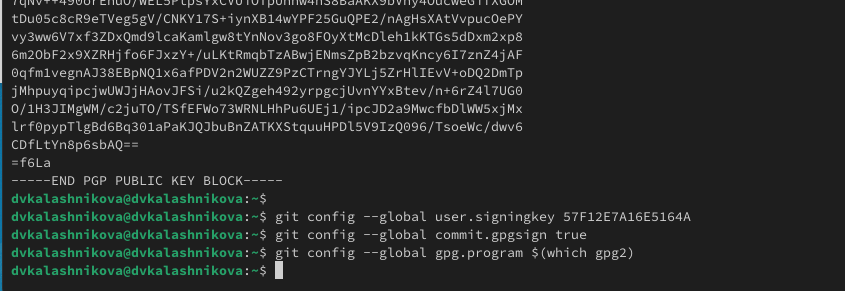 tDu05c8cR9eTVeg5gV/CNKY17S+iynXB14wYPF25GuQPE2/nAgHsXAtVvpucOePY
vy3ww6V7xf3ZDxQmd9lcaKamlgw8tYnNov3go8FOyXtMcDleh1kKTGs5dDxm2xp8
6m2ObF2x9XZRHjfo6FJxzY+/uLKtRmqbTzABwjENmsZpB2bzvqKncy6I7znZ4jAF
0qfm1vegnAJ38EBpNQ1x6afPDV2n2WUZZ9PzCTrngYJYLj5ZrHlIEvV+oDQ2DmTp
jMhpuyqipcjwUWJjHAovJFSi/u2kQZgeh492yrpgcjUvnYYxBtev/n+6rZ4l7UG0
O/1H3JIMgWM/c2juTO/TSfEFWo73WRNLHhPu6UEj1/ipcJD2a9MwcfbDlWW5xjMx
lrf0pypTlgBd6Bq301aPaKJQJbuBnZATKXStquuHPDl5V9IzQ096/TsoeWc/dwv6
CDfLtYn8p6sbAQ==
=f6La
-----END PGP PUBLIC KEY BLOCK-----
dvkalashnikova@dvkalashnikova:~$
dvkalashnikova@dvkalashnikova:~$ git config --global user.signingkey 57F12E7A16E5164A
dvkalashnikova@dvkalashnikova:~$ git config --global commit.gpgsign true
dvkalashnikova@dvkalashnikova:~$ git config --global gpg.program $(which gpg2)
dvkalashnikova@dvkalashnikova:~$